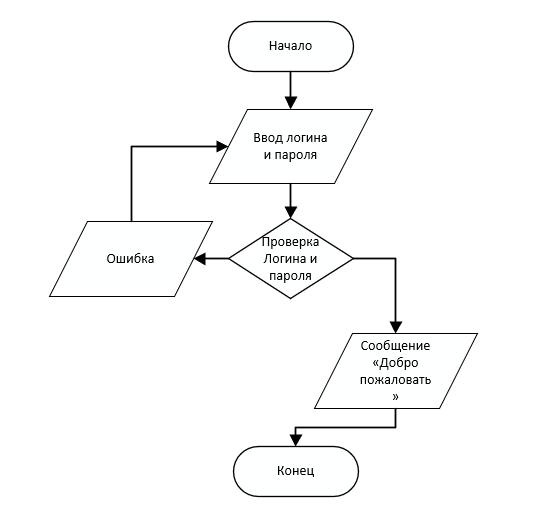 Начало
Ввод логина
и пароля
Проверка
Логина и
пароля
Ошибка
Сообщение
«Добро
пожаловать
»
Конец